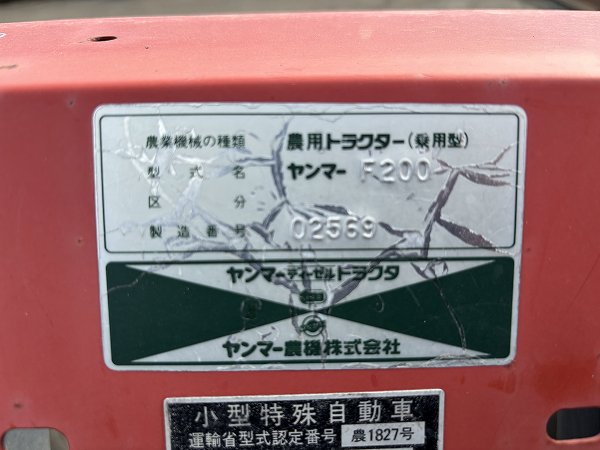 農業機械の種類 農用トラクター(乗用型)
型式名 ヤンマー F200
区分
製造番号 02569
ヤンマーディーゼルトラクタ
ヤンマー農機株式会社
小型特殊自動車
運輸省型式認定番号 農1827号